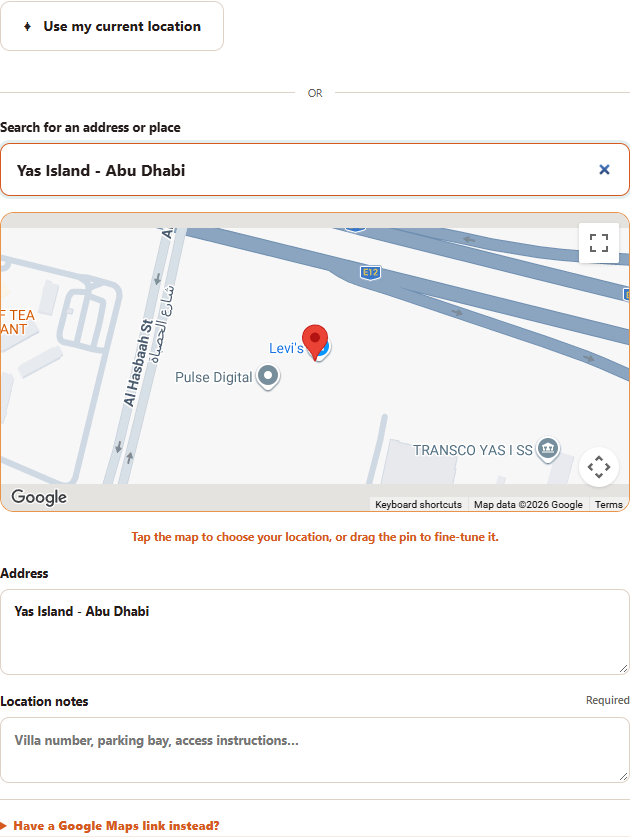 Use my current location
OR
Search for an address or place
Yas Island - Abu Dhabi
E12
F TEA
ANT
Al Hasbaah St
شارع الحصباه
Levi's
Pulse Digital
TRANSCO YAS I SS
Google
Keyboard shortcuts
Map data ©2026 Google
Terms
Tap the map to choose your location, or drag the pin to fine-tune it.
Address
Yas Island - Abu Dhabi
Location notes
Required
Villa number, parking bay, access instructions...
Have a Google Maps link instead?